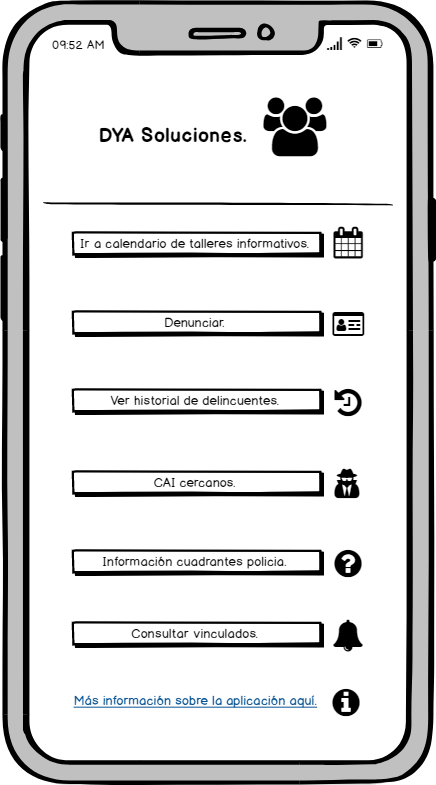 09:52 AM
DYA Soluciones.
Ir a calendario de talleres informativos.
Denunciar.
Ver historial de delincuentes.
CAI cercanos.
Información cuadrantes policia.
Consultar vinculados.
Más información sobre la aplicación aquí.